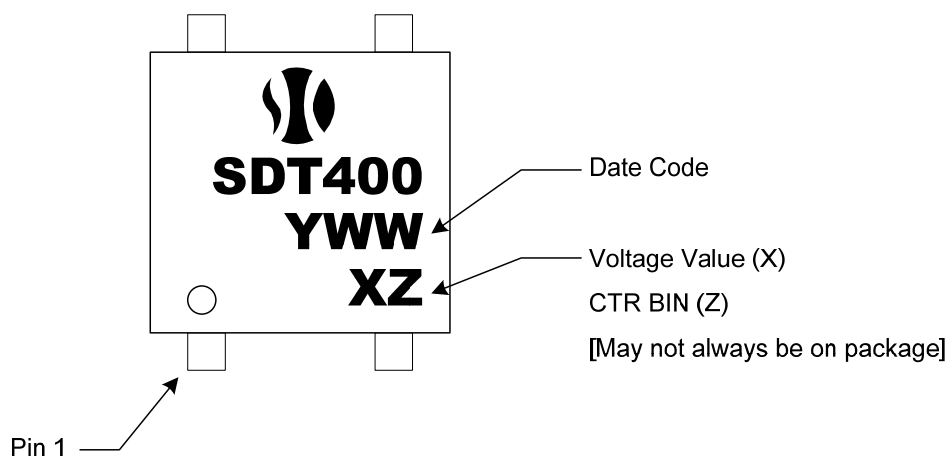 SDT400
YWW
XZ
Date Code
Voltage Value (X)
CTR BIN (Z)
[May not always be on package]
Pin 1